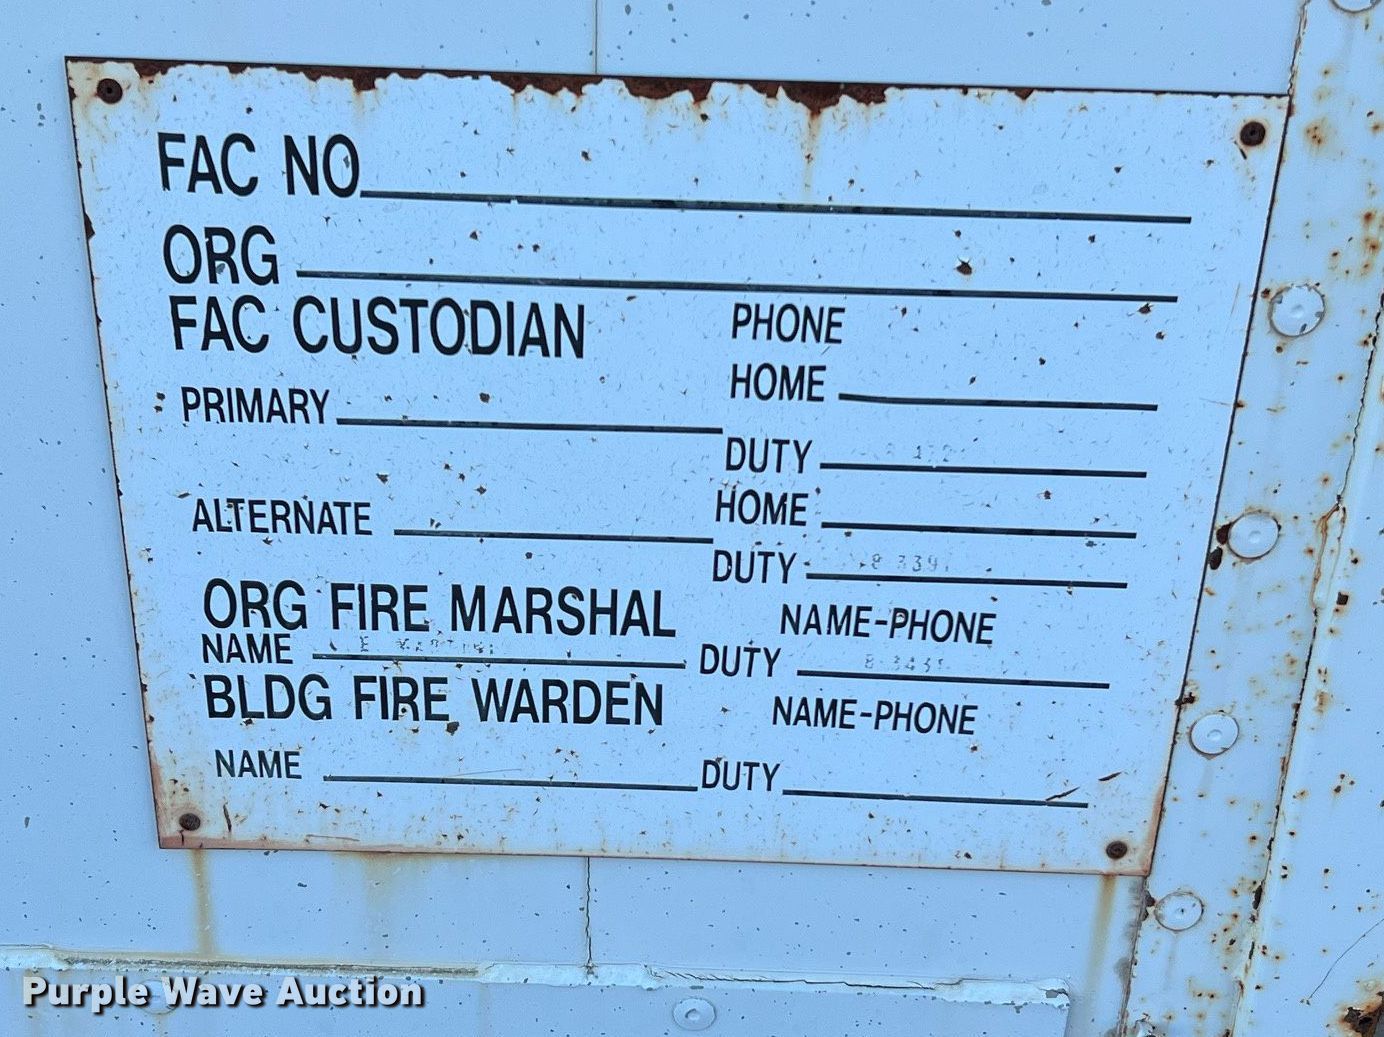 FAC NO
ORG
FAC CUSTODIAN PHONE
PRIMARY HOME
DUTY
ALTERNATE HOME
DUTY
ORG FIRE MARSHAL NAME-PHONE
NAME DUTY
BLDG FIRE WARDEN NAME-PHONE
NAME DUTY
Purple Wave Auction